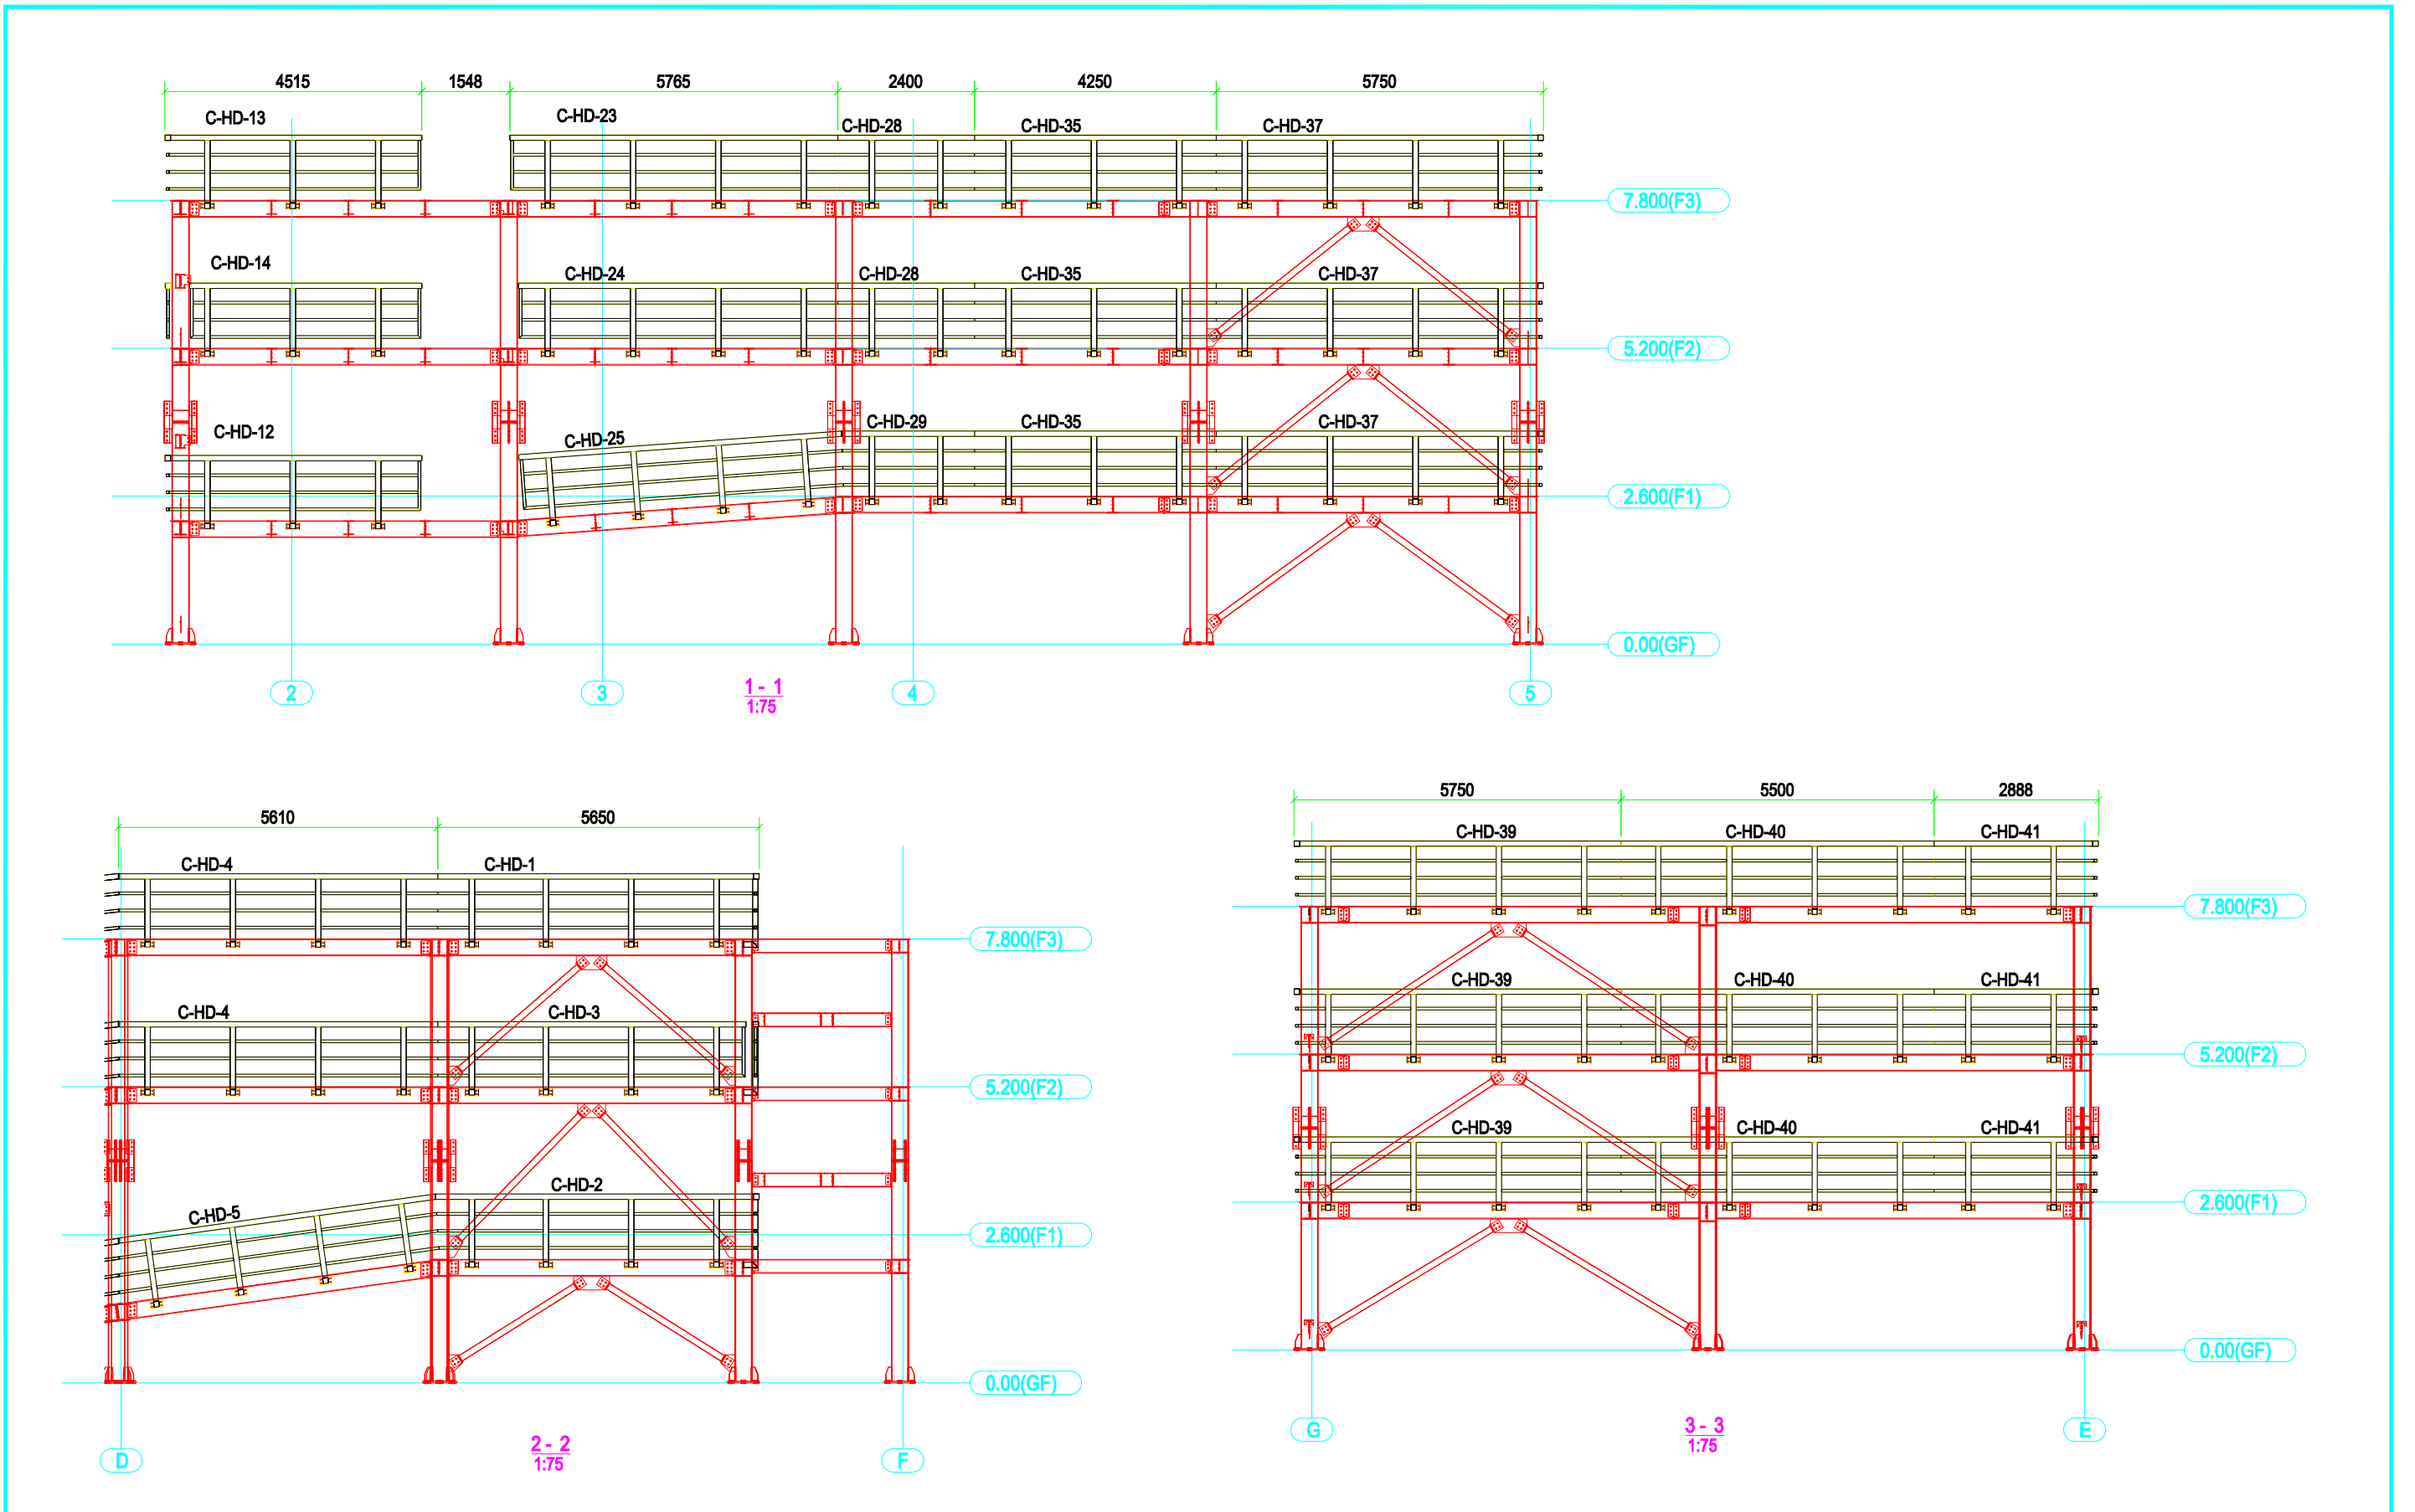 4515 1548 5765 2400 4250 5750
C-HD-13 C-HD-23 C-HD-28 C-HD-35 C-HD-37
7.800(F3)
C-HD-14 C-HD-24 C-HD-28 C-HD-35 C-HD-37
5.200(F2)
C-HD-12 C-HD-25 C-HD-29 C-HD-35 C-HD-37
2.600(F1)
0.00(GF)
2 3 4 5
1 - 1
1:75
5610 5650
C-HD-4 C-HD-1
7.800(F3)
C-HD-4 C-HD-3
5.200(F2)
C-HD-5 C-HD-2
2.600(F1)
0.00(GF)
D F
2 - 2
1:75
5750 5500 2888
C-HD-39 C-HD-40 C-HD-41
7.800(F3)
C-HD-39 C-HD-40 C-HD-41
5.200(F2)
C-HD-39 C-HD-40 C-HD-41
2.600(F1)
0.00(GF)
G E
3 - 3
1:75